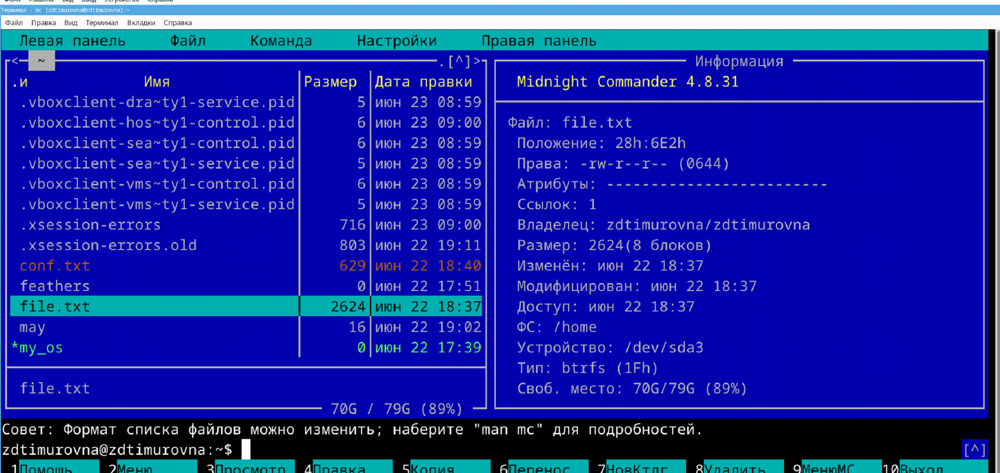 Файл Машина Вид Ввод Устройства Справка
Терминал - mc [zdtimurovna@zdtimurovna]:~
Файл Правка Вид Терминал Вкладки Справка
Левая панель Файл Команда Настройки Правая панель
<─ ~ .[^]> Информация
.и Имя Размер Дата правки Midnight Commander 4.8.31
.vboxclient-dra~ty1-service.pid 5 июн 23 08:59
.vboxclient-hos~ty1-control.pid 6 июн 23 09:00 Файл: file.txt
.vboxclient-sea~ty1-control.pid 6 июн 23 08:59 Положение: 28h:6E2h
.vboxclient-sea~ty1-service.pid 5 июн 23 08:59 Права: -rw-r--r-- (0644)
.vboxclient-vms~ty1-control.pid 6 июн 23 08:59 Атрибуты: -------------------------
.vboxclient-vms~ty1-service.pid 5 июн 23 08:59 Ссылок: 1
.xsession-errors 716 июн 23 09:00 Владелец: zdtimurovna/zdtimurovna
.xsession-errors.old 803 июн 22 19:11 Размер: 2624(8 блоков)
conf.txt 629 июн 22 18:40 Изменён: июн 22 18:37
feathers 0 июн 22 17:51 Модифицирован: июн 22 18:37
file.txt 2624 июн 22 18:37 Доступ: июн 22 18:37
may 16 июн 22 19:02 ФС: /home
*my_os 0 июн 22 17:39 Устройство: /dev/sda3
Тип: btrfs (1Fh)
file.txt Своб. место: 70G/79G (89%)
70G / 79G (89%)
Совет: Формат списка файлов можно изменить; наберите "man mc" для подробностей.
zdtimurovna@zdtimurovna:~$ [^]
1Помощь 2Меню 3Просмотр 4Правка 5Копия 6Перенос 7НовКтлг 8Удалить 9МенюМС 10Выход